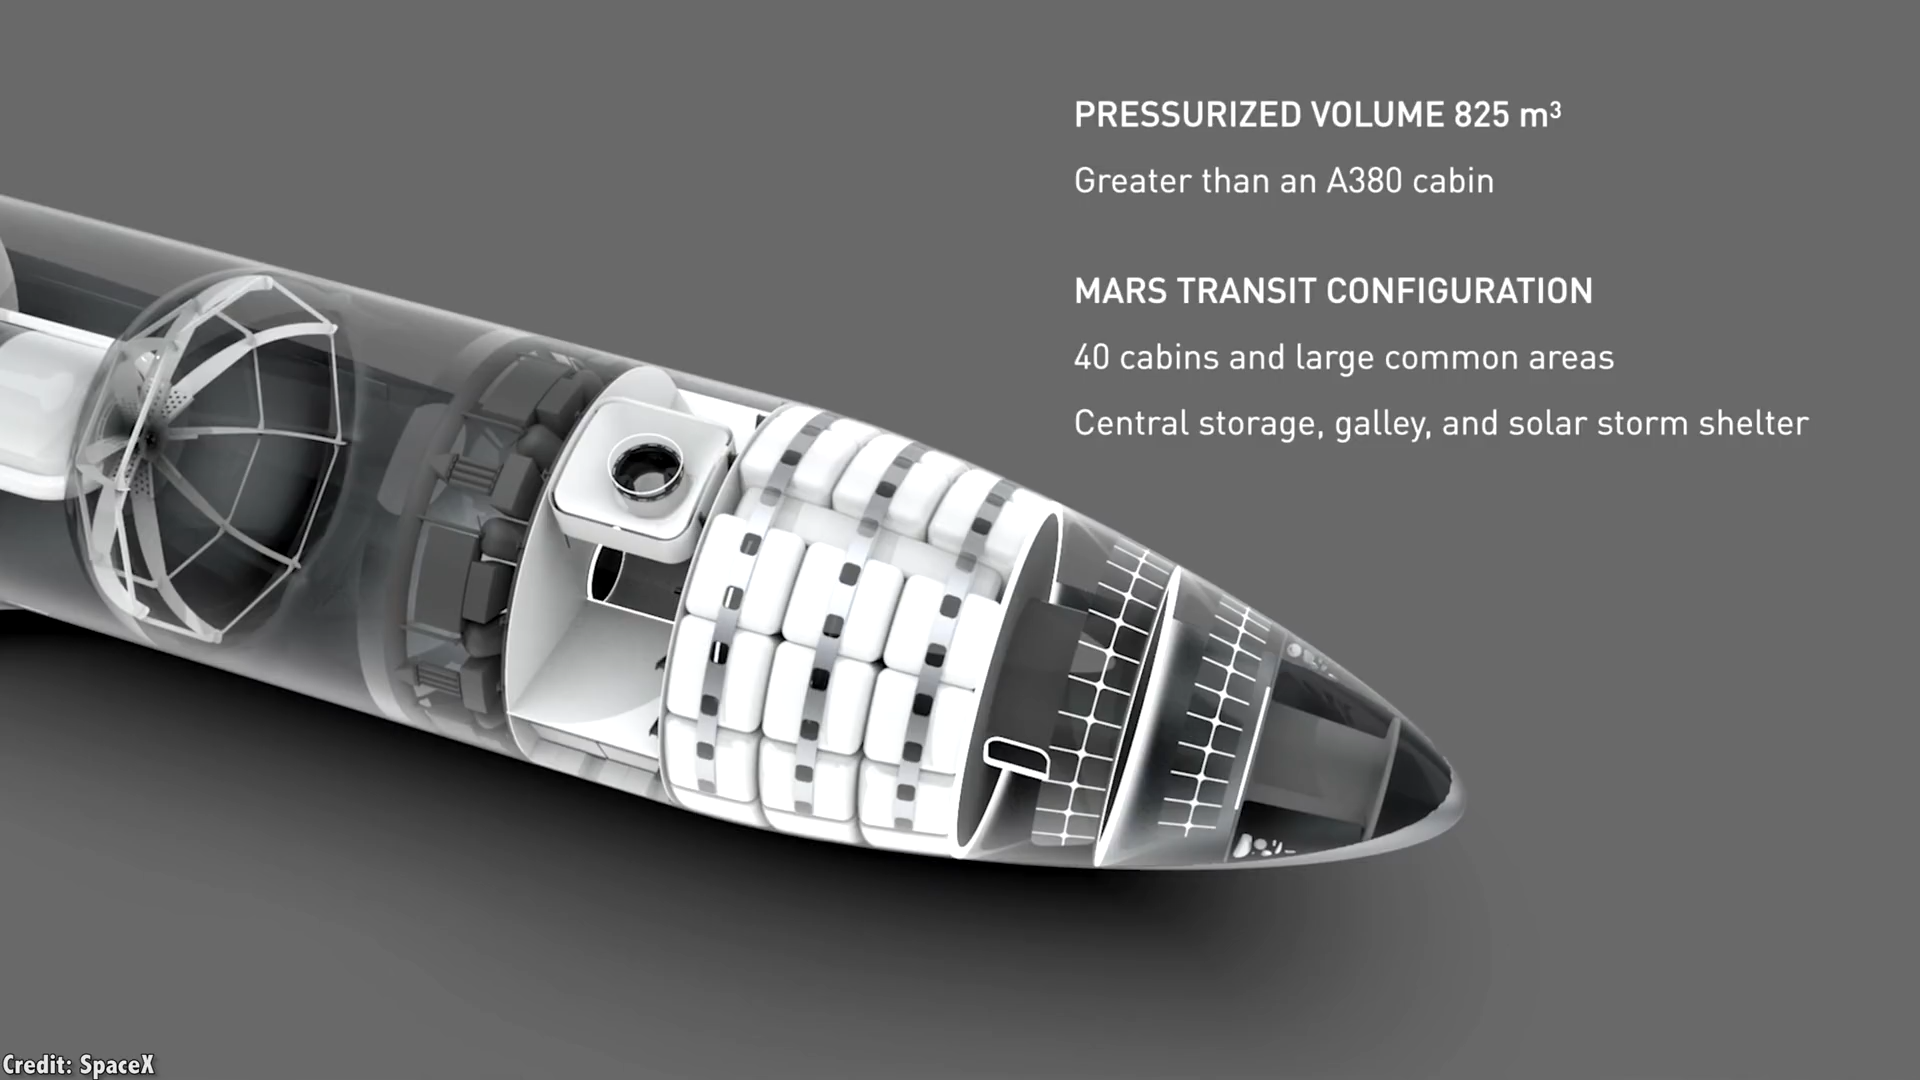 PRESSURIZED VOLUME 825 m³
Greater than an A380 cabin
MARS TRANSIT CONFIGURATION
40 cabins and large common areas
Central storage, galley, and solar storm shelter
Credit: SpaceX